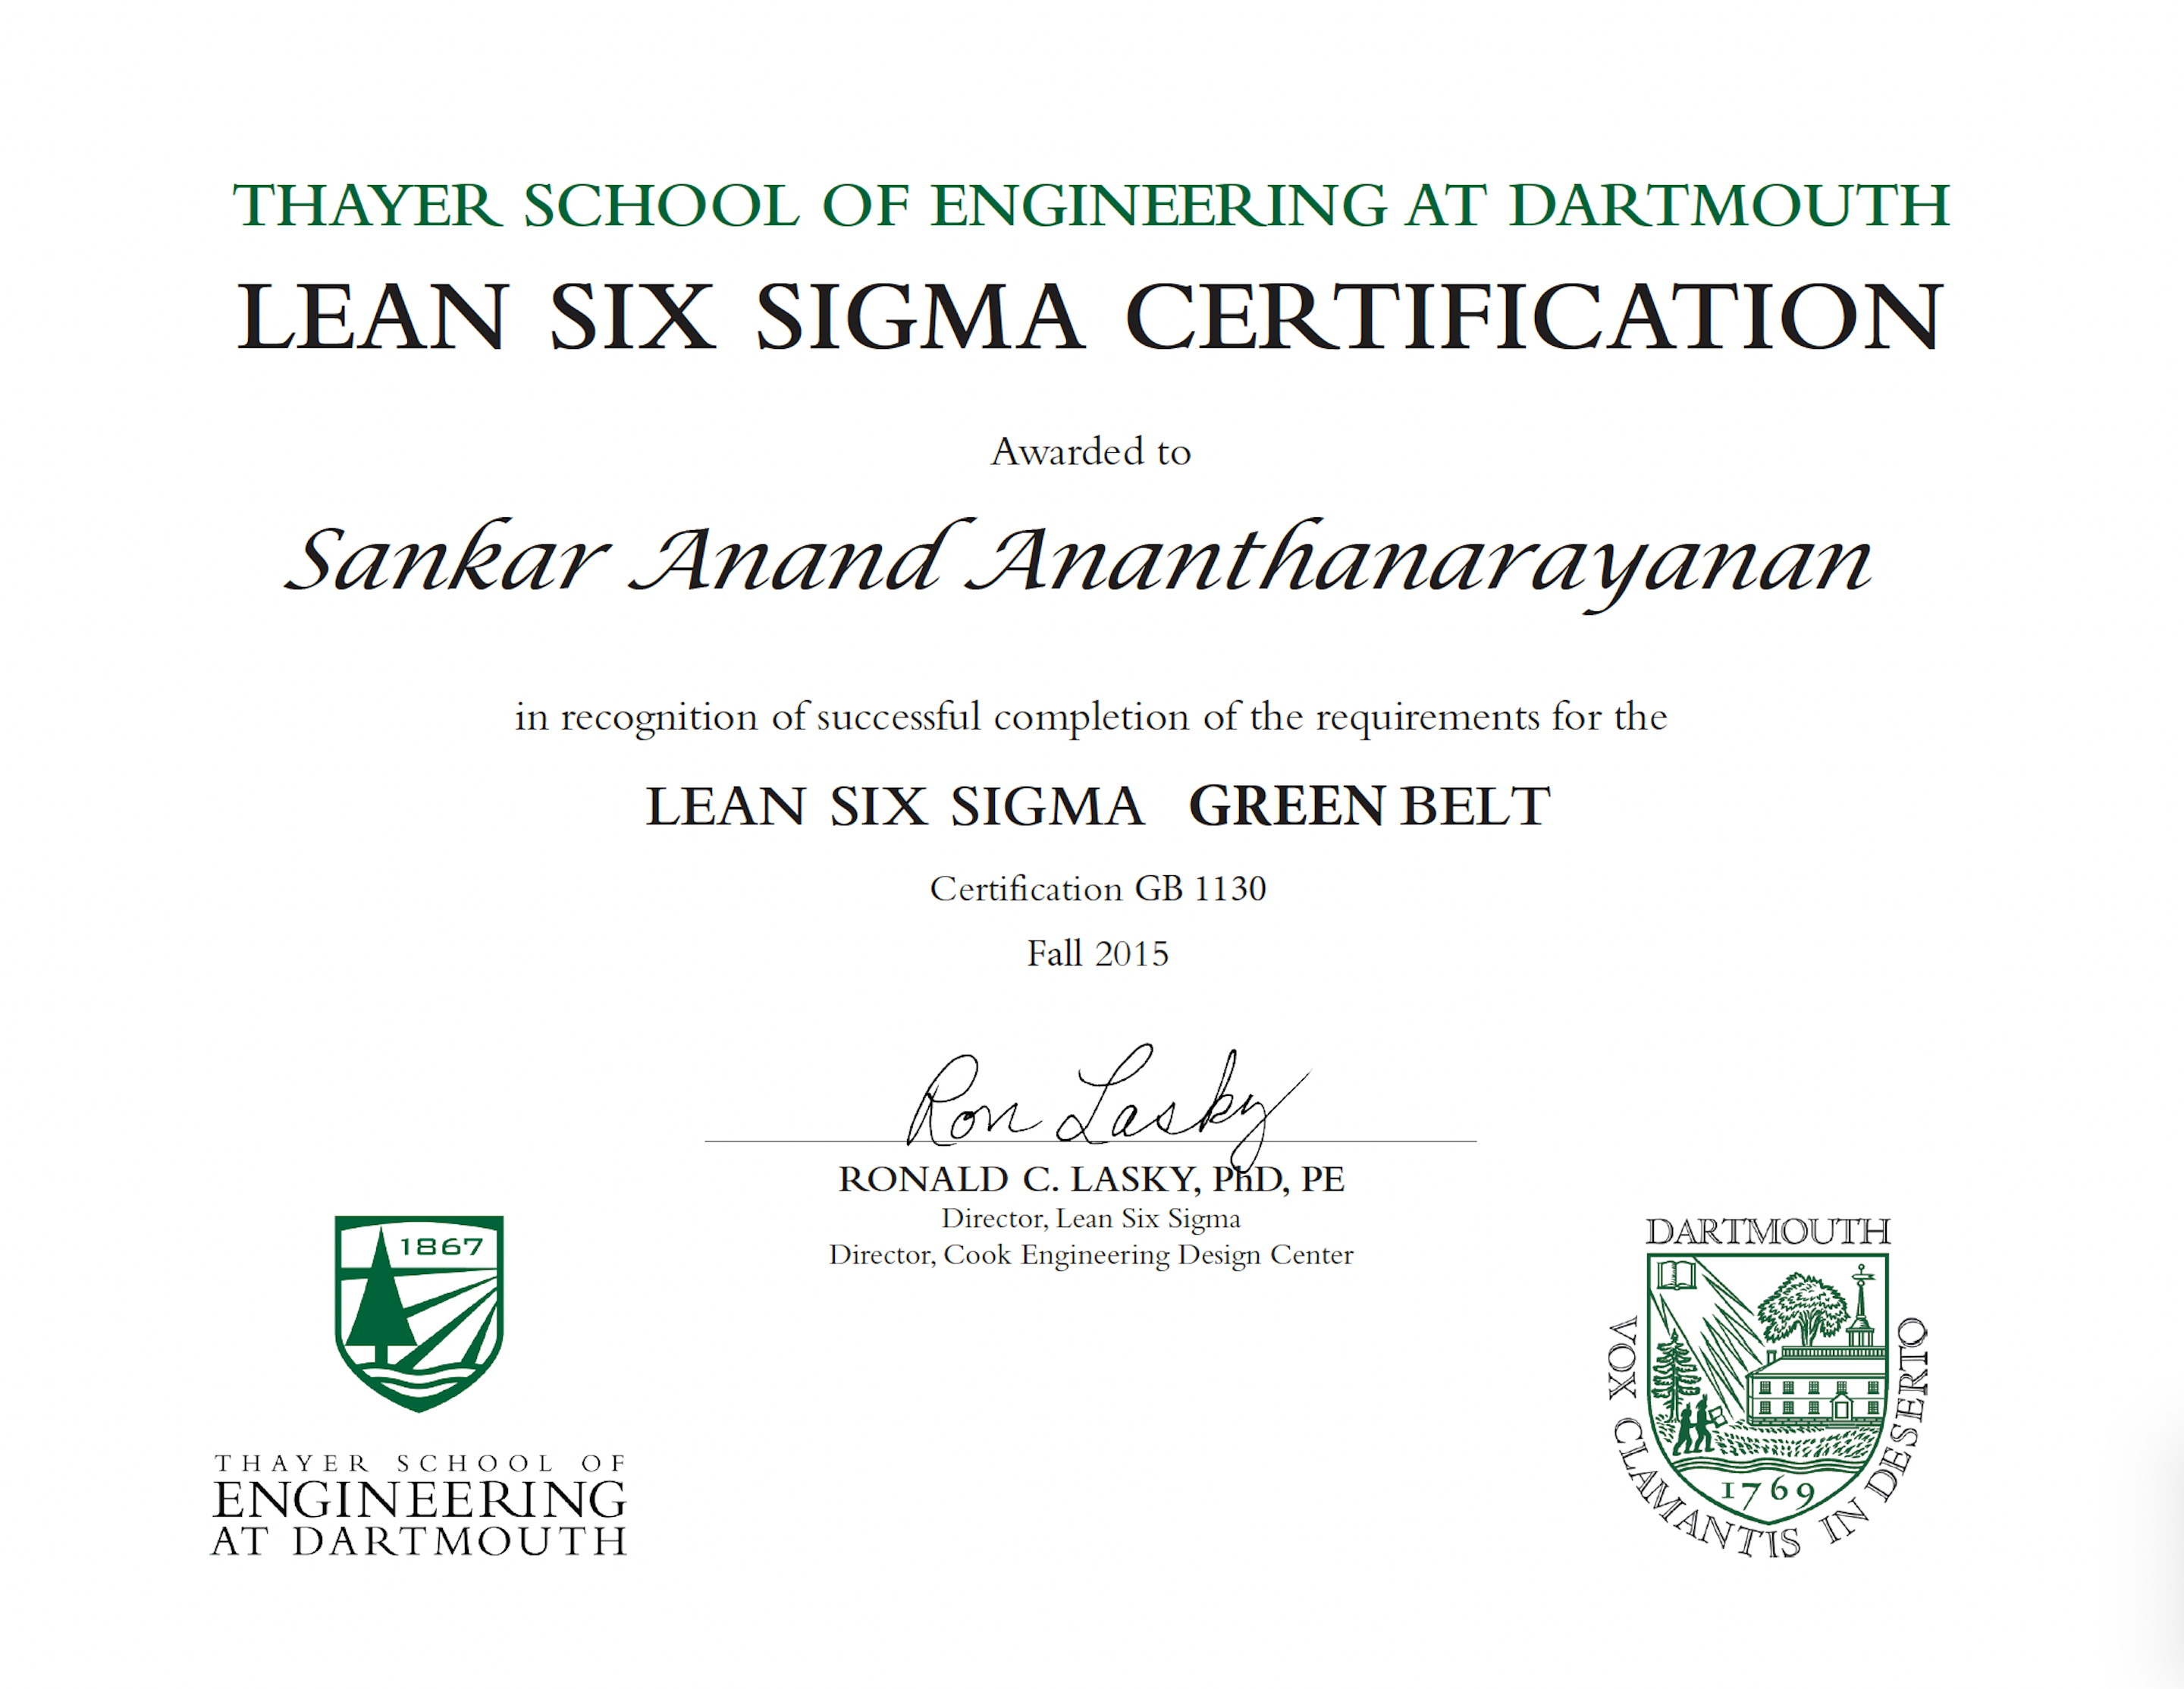 THAYER SCHOOL OF ENGINEERING AT DARTMOUTH
LEAN SIX SIGMA CERTIFICATION
Awarded to
Sankar Anand Ananthanarayanan
in recognition of successful completion of the requirements for the
LEAN SIX SIGMA GREEN BELT
Certification GB 1130
Fall 2015
Ron Lasky
RONALD C. LASKY, PhD, PE
Director, Lean Six Sigma
Director, Cook Engineering Design Center
1867
THAYER SCHOOL OF
ENGINEERING
AT DARTMOUTH
DARTMOUTH
VOX CLAMANTIS IN DESERTO
1769